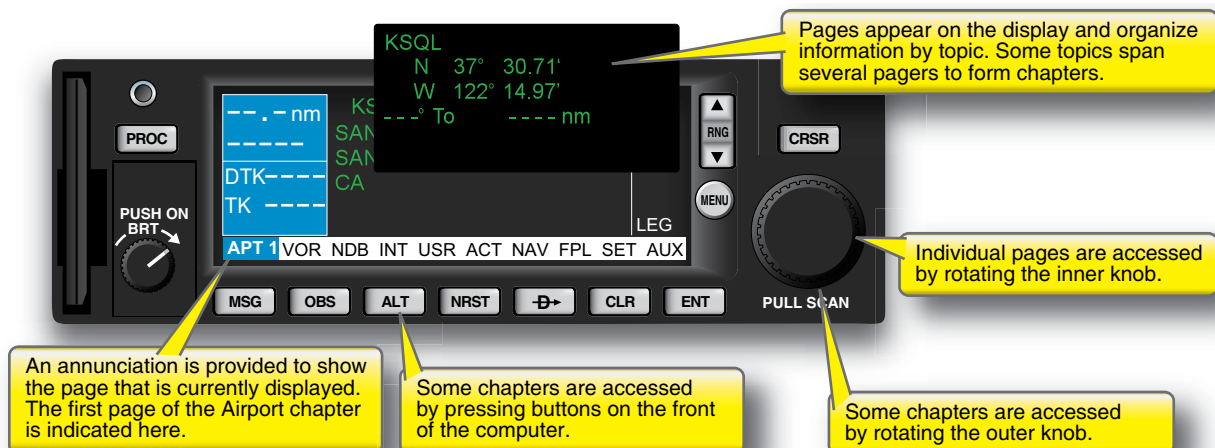 Pages appear on the display and organize
information by topic. Some topics span
several pagers to form chapters.
KSQL
N 37° 30.71‘
W 122° 14.97’
---° To ---- nm
--.- nm
-----
DTK----
TK ----
KS
SAN
SAN
CA
LEG
APT 1 VOR NDB INT USR ACT NAV FPL SET AUX
PROC
PUSH ON
BRT
RNG
MENU
CRSR
PULL SCAN
MSG OBS ALT NRST D CLR ENT
Individual pages are accessed
by rotating the inner knob.
An annunciation is provided to show
the page that is currently displayed.
The first page of the Airport chapter
is indicated here.
Some chapters are accessed
by pressing buttons on the front
of the computer.
Some chapters are accessed
by rotating the outer knob.